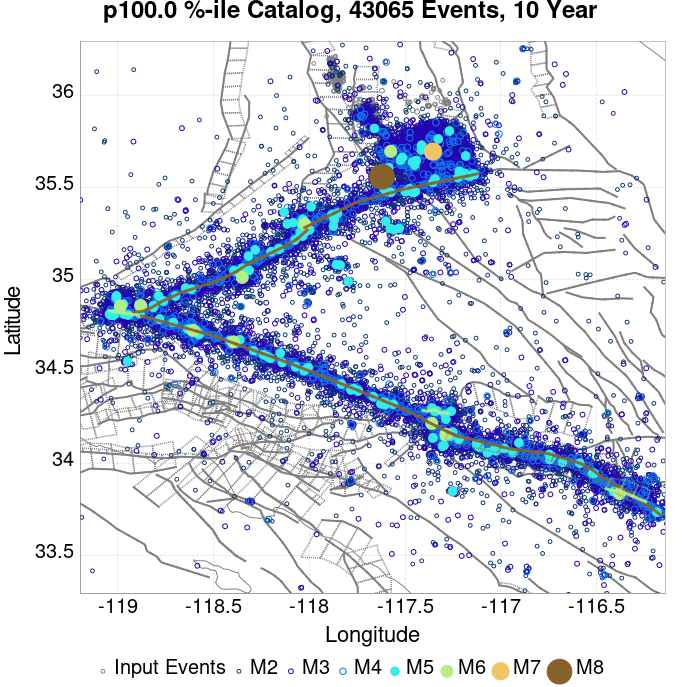 p100.0 %-ile Catalog, 43065 Events, 10 Year
36
35.5
35
34.5
34
33.5
Latitude
-119 -118.5 -118 -117.5 -117 -116.5
Longitude
Input Events M2 M3 M4 M5 M6 M7 M8